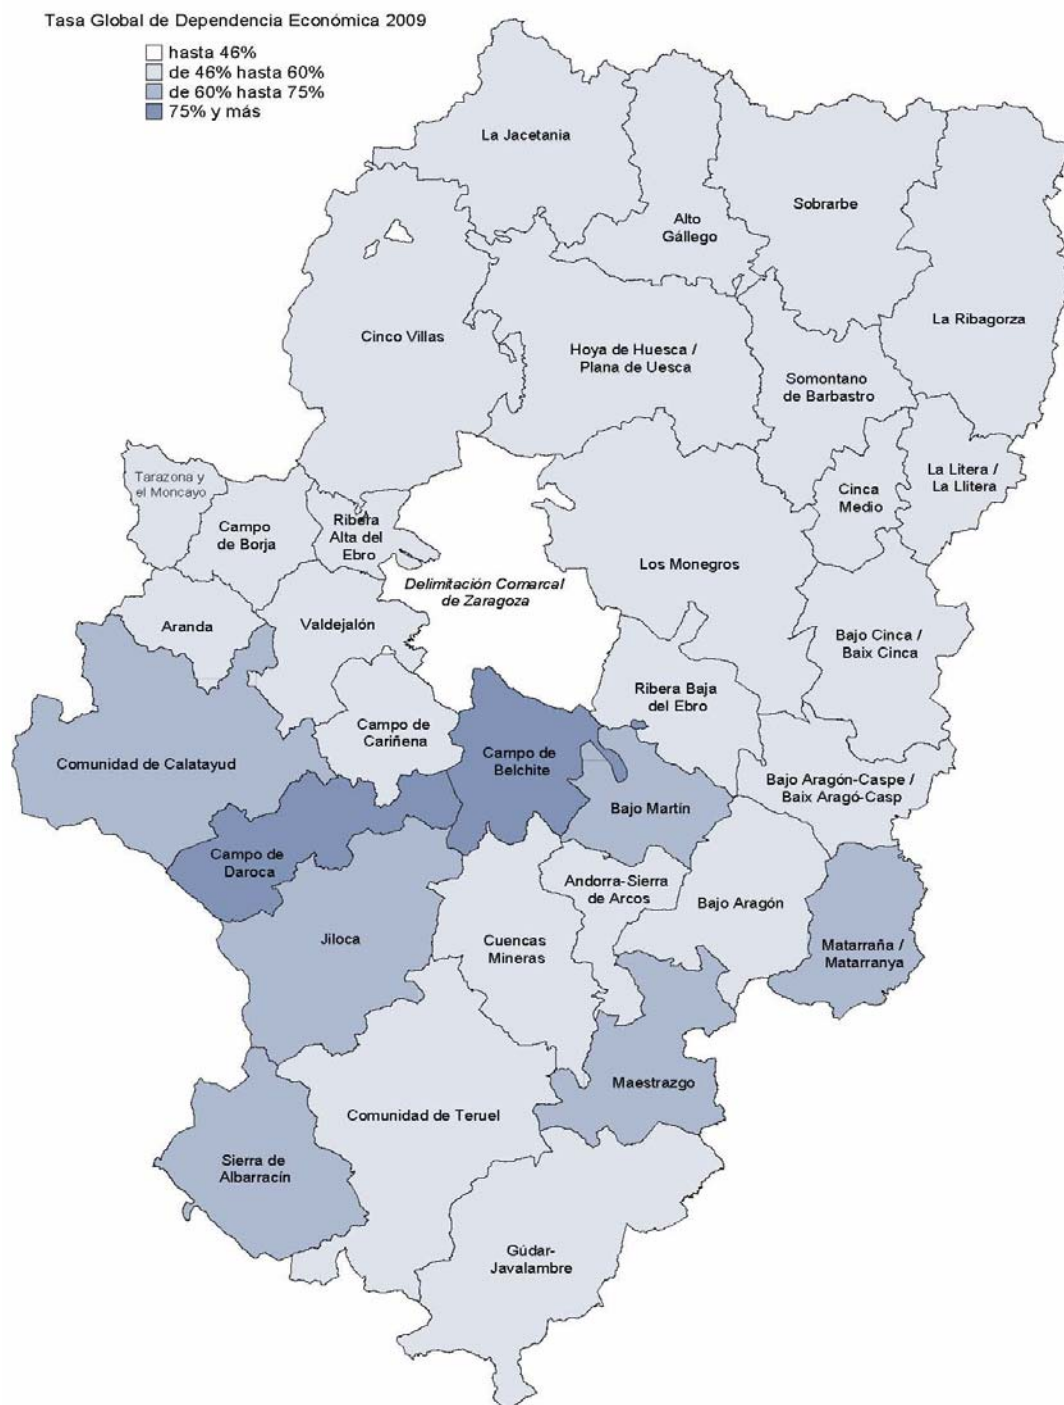 Tasa Global de Dependencia Económica 2009
hasta 46%
de 46% hasta 60%
de 60% hasta 75%
75% y más
La Jacetania
Alto
Gállego
Sobrarbe
La Ribagorza
Cinco Villas
Hoya de Huesca /
Plana de Uesca
Somontano
de Barbastro
Tarazona y
el Moncayo
Campo
de Borja
Ribera
Alta del
Ebro
La Litera /
La Llitera
Cinca
Medio
Los Monegros
Delimitación Comarcal
de Zaragoza
Aranda
Valdejalón
Bajo Cinca /
Baix Cinca
Ribera Baja
del Ebro
Campo de
Cariñena
Comunidad de Calatayud
Campo de
Belchite
Bajo Aragón-Caspe /
Baix Aragó-Casp
Bajo Martín
Campo de
Daroca
Andorra-Sierra
de Arcos
Bajo Aragón
Jiloca
Cuencas
Mineras
Matarraña /
Matarranya
Maestrazgo
Comunidad de Teruel
Sierra de
Albarracín
Gúdar-
Javalambre